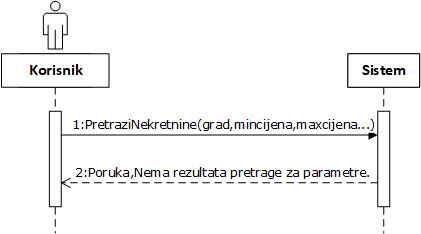 Korisnik
Sistem
1:PretraziNekretnine(grad,mincijena,maxcijena...)
2:Poruka,Nema rezultata pretrage za parametre.